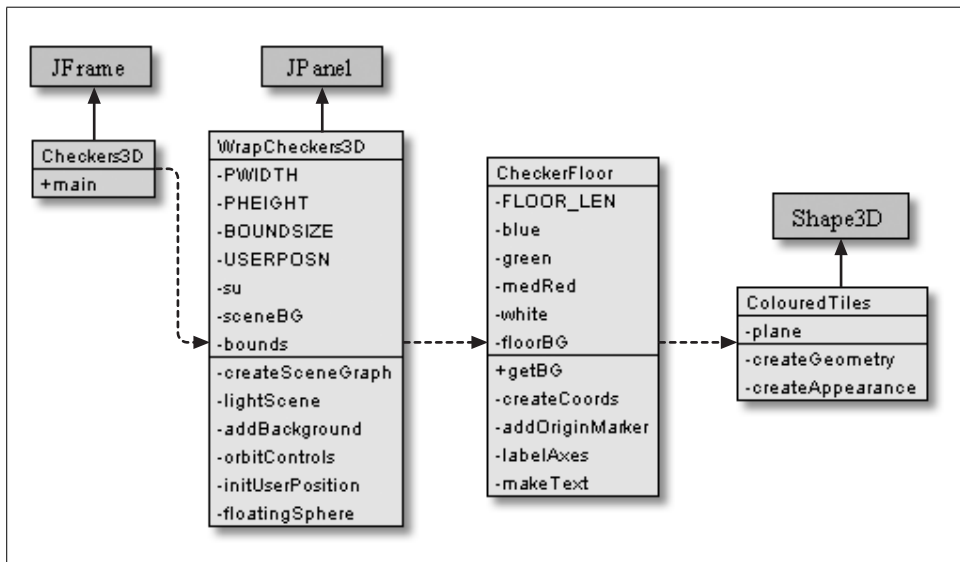 JFrame
Checkers3D
+main
JPanel
WrapCheckers3D
-PWIDTH
-PHEIGHT
-BOUNDSIZE
-USERPOSN
-su
-sceneBG
-bounds
-createSceneGraph
-lightScene
-addBackground
-orbitControls
-initUserPosition
-floatingSphere
CheckerFloor
-FLOOR_LEN
-blue
-green
-medRed
-white
-floorBG
+getBG
-createCoords
-addOriginMarker
-labelAxes
-makeText
Shape3D
ColouredTiles
-plane
-createGeometry
-createAppearance